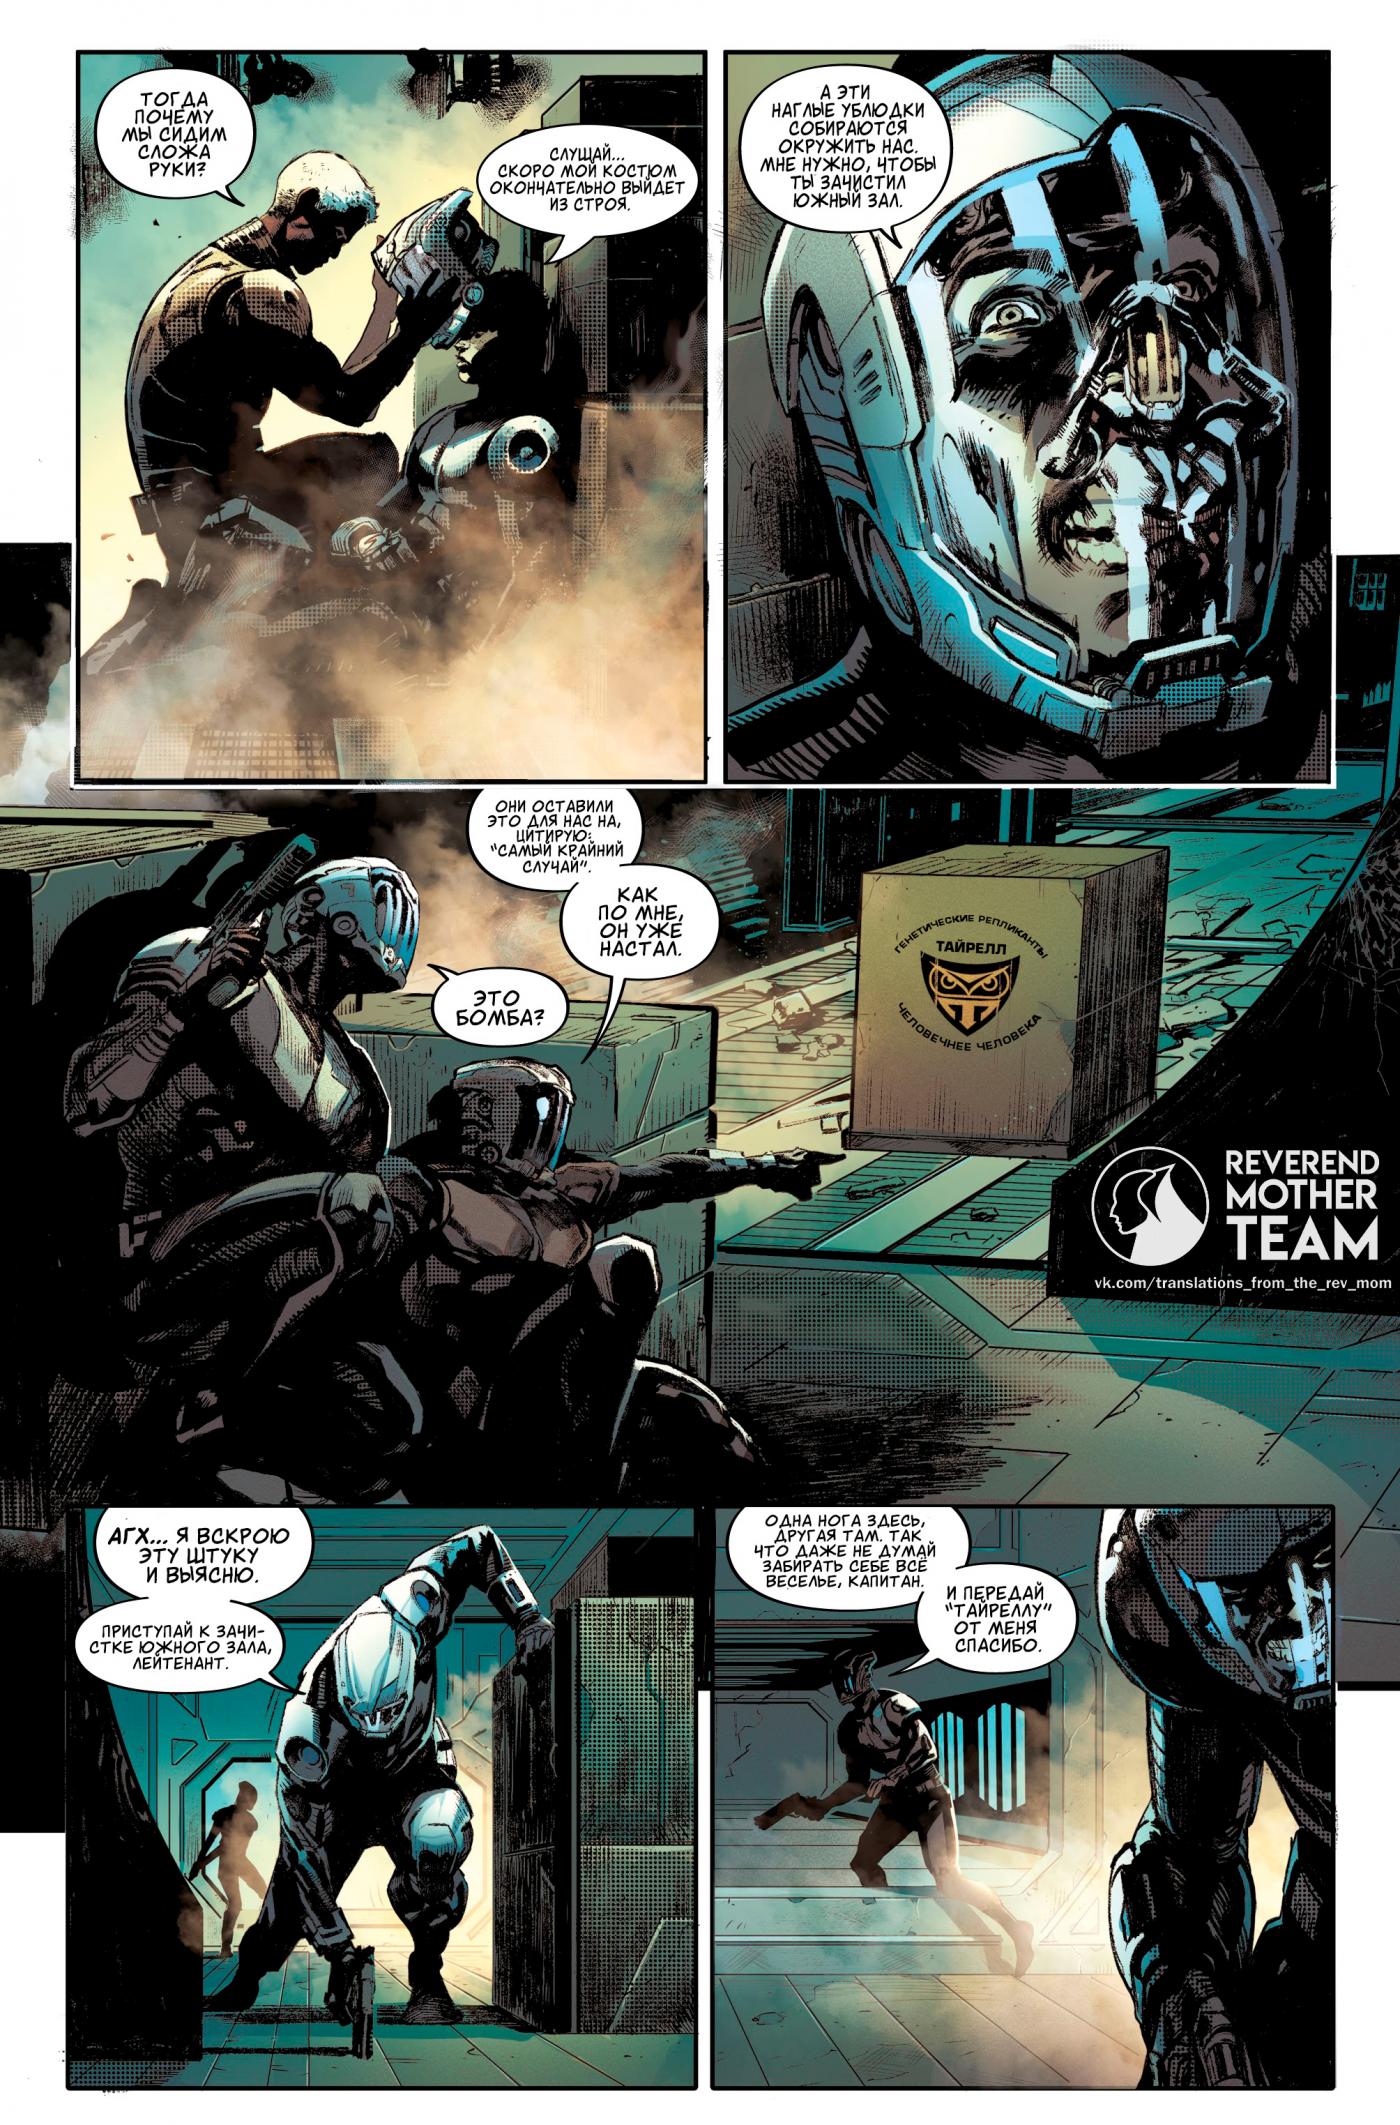 ТОГДА
ПОЧЕМУ
МЫ СИДИМ
СЛОЖА
РУКИ?
СЛУЩАЙ...
СКОРО МОЙ КОСТЮМ
ОКОНЧАТЕЛЬНО ВЫЙДЕТ
ИЗ СТРОЯ.
А ЭТИ
НАГЛЫЕ УБЛЮДКИ
СОБИРАЮТСЯ
ОКРУЖИТЬ НАС.
МНЕ НУЖНО, ЧТОБЫ
ТЫ ЗАЧИСТИЛ
ЮЖНЫЙ ЗАЛ.
ОНИ ОСТАВИЛИ
ЭТО ДЛЯ НАС НА,
ЦИТИРУЮ:
"САМЫЙ КРАЙНИЙ
СЛУЧАЙ".
КАК
ПО МНЕ,
ОН УЖЕ
НАСТАЛ.
ЭТО
БОМБА?
ГЕНЕТИЧЕСКИЕ РЕПЛИКАНТЫ
ТАЙРЕЛЛ
ЧЕЛОВЕЧНЕЕ ЧЕЛОВЕКА
REVEREND
MOTHER
TEAM
vk.com/translations_from_the_rev_mom
АГХ... Я ВСКРОЮ
ЭТУ ШТУКУ
И ВЫЯСНЮ.
ПРИСТУПАЙ К ЗАЧИ-
СТКЕ ЮЖНОГО ЗАЛА,
ЛЕЙТЕНАНТ.
ОДНА НОГА ЗДЕСЬ,
ДРУГАЯ ТАМ. ТАК
ЧТО ДАЖЕ НЕ ДУМАЙ
ЗАБИРАТЬ СЕБЕ ВСЁ
ВЕСЕЛЬЕ, КАПИТАН.
И ПЕРЕДАЙ
"ТАЙРЕЛЛУ"
ОТ МЕНЯ
СПАСИБО.